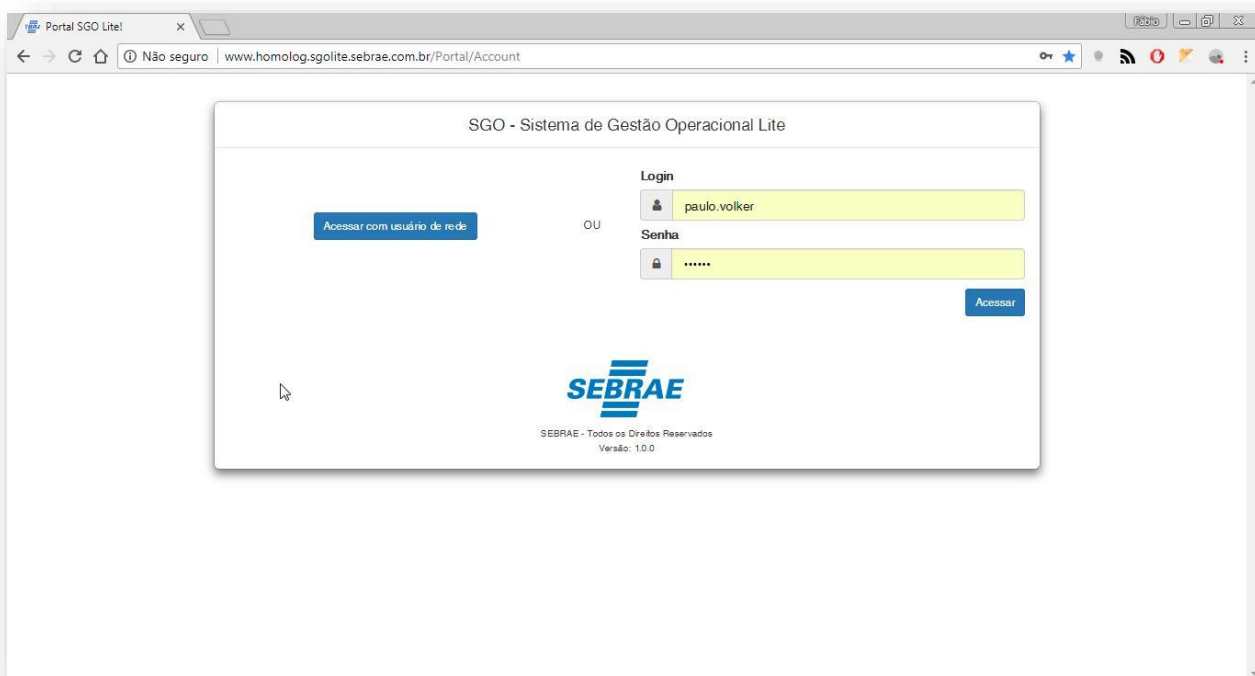 Portal SGO Lite!
Fábio
Não seguro | www.homolog.sgolite.sebrae.com.br/Portal/Account
SGO - Sistema de Gestão Operacional Lite
Login
paulo.volker
Acessar com usuário de rede
OU
Senha
••••••
Acessar
SEBRAE
SEBRAE - Todos os Direitos Reservados
Versão: 1.0.0